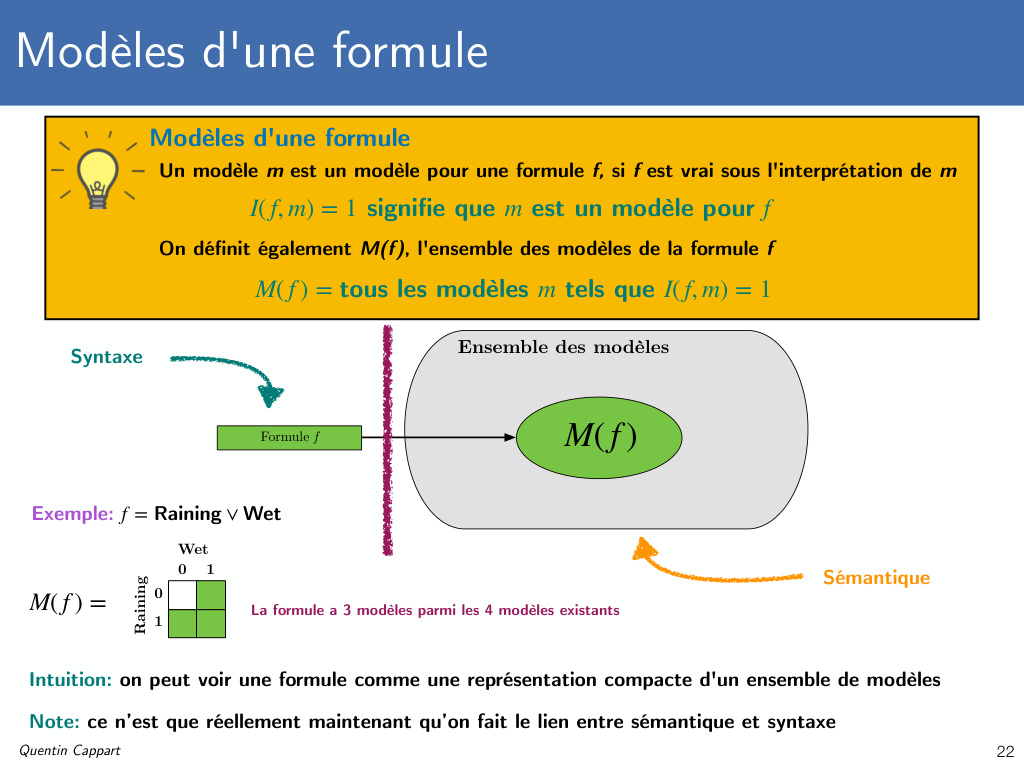 Modèles d'une formule
Modèles d'une formule
Un modèle m est un modèle pour une formule f, si f est vrai sous l'interprétation de m
I(f, m) = 1 signifie que m est un modèle pour f
On définit également M(f), l'ensemble des modèles de la formule f
M(f) = tous les modèles m tels que I(f, m) = 1
Ensemble des modèles
Syntaxe
Formule f
M(f)
Exemple: f = Raining ∨ Wet
Wet
0 1
Raining
0
1
M(f) =
La formule a 3 modèles parmi les 4 modèles existants
Sémantique
Intuition: on peut voir une formule comme une représentation compacte d'un ensemble de modèles
Note: ce n'est que réellement maintenant qu'on fait le lien entre sémantique et syntaxe
Quentin Cappart
22